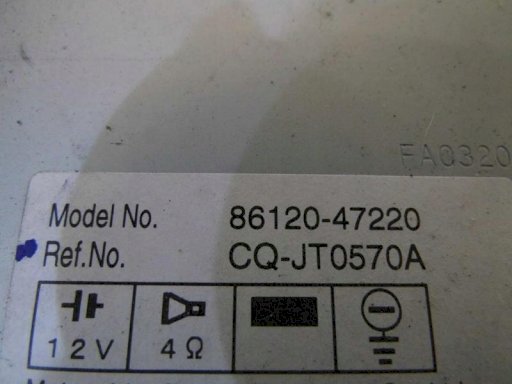 FA0320
Model No. 86120-47220
Ref.No. CQ-JT0570A
12V 4Ω